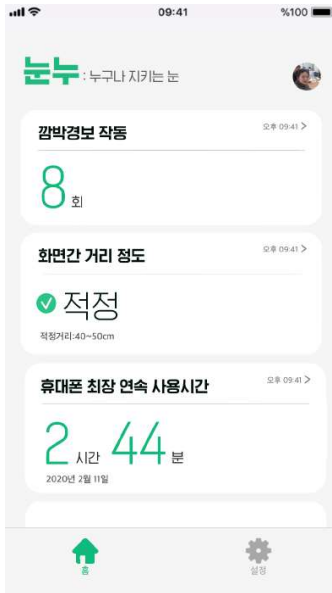 09:41
%100
눈누 : 누구나 지키는 눈
깜박경보 작동
오후 09:41 >
8 회
화면간 거리 정도
오후 09:41 >
적정
적정거리:40~50cm
휴대폰 최장 연속 사용시간
오후 09:41 >
2 시간 44 분
2020년 2월 11일
홈
설정